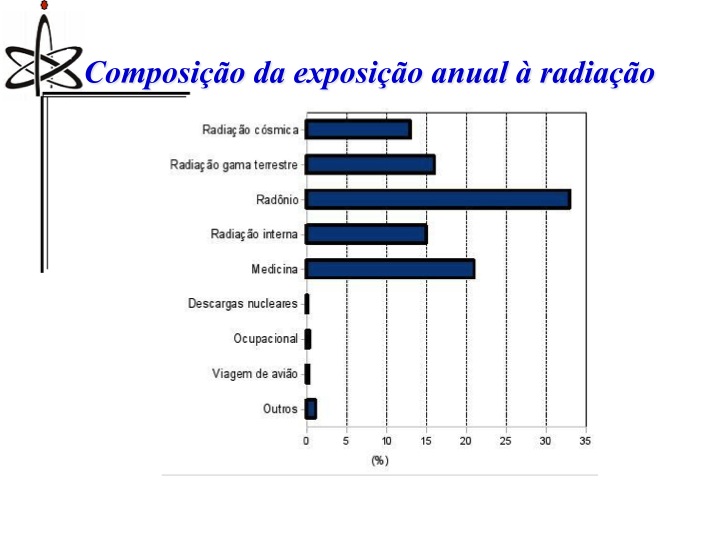 Composição da exposição anual à radiação
Radiação cósmica
Radiação gama terrestre
Radônio
Radiação interna
Medicina
Descargas nucleares
Ocupacional
Viagem de avião
Outros
0 5 10 15 20 25 30 35
(%)